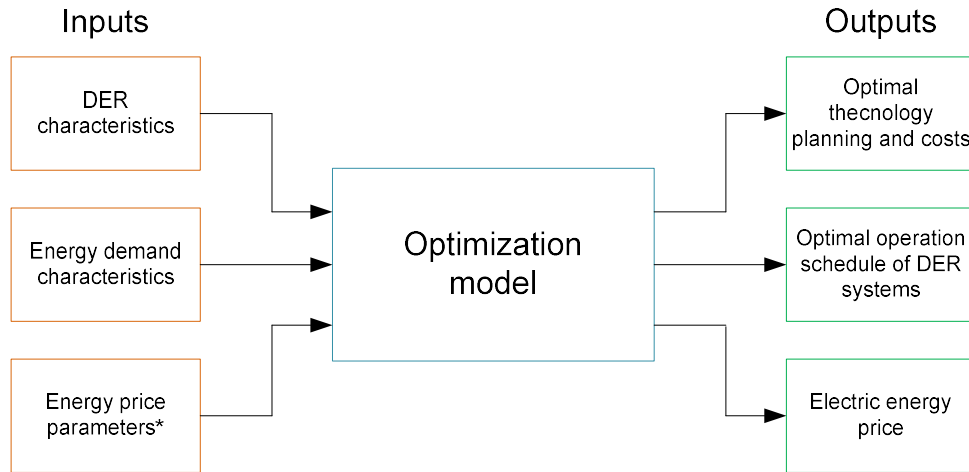 Inputs
Outputs
DER
characteristics
Energy demand
characteristics
Energy price
parameters*
Optimization
model
Optimal
thecnology
planning and costs
Optimal operation
schedule of DER
systems
Electric energy
price